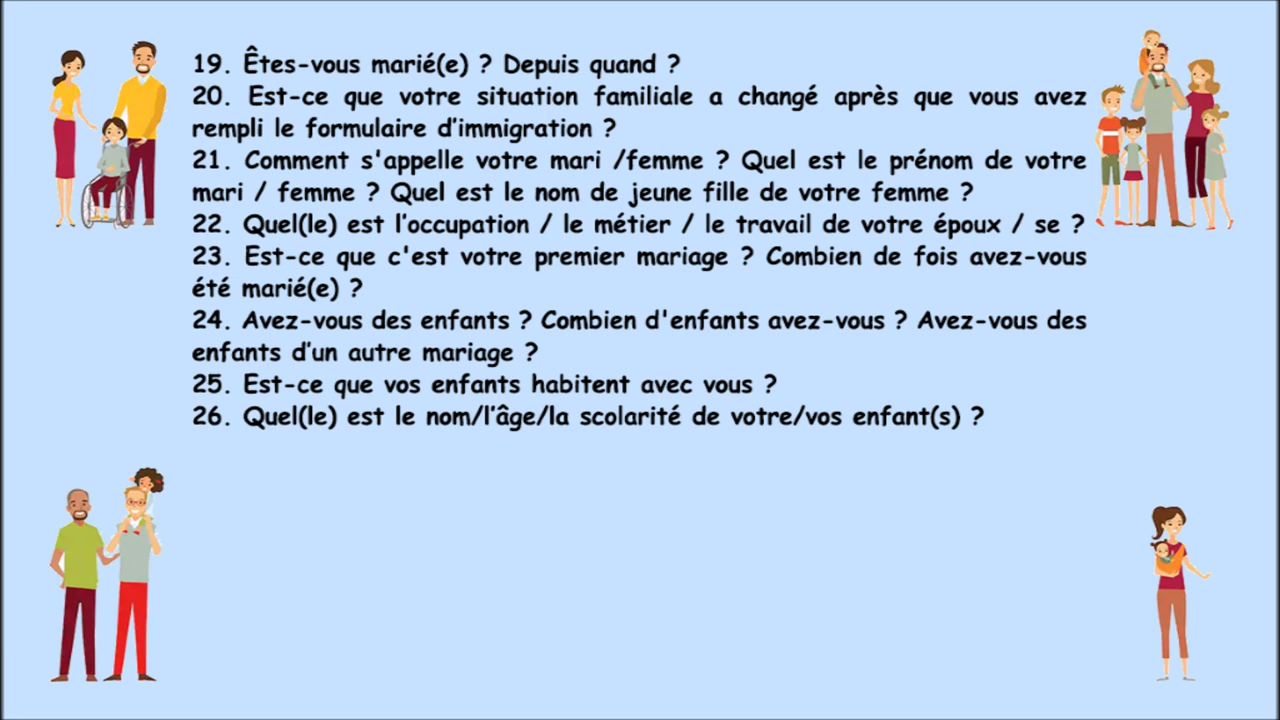 19. Êtes-vous marié(e) ? Depuis quand ?
20. Est-ce que votre situation familiale a changé après que vous avez
rempli le formulaire d'immigration ?
21. Comment s'appelle votre mari /femme ? Quel est le prénom de votre
mari / femme ? Quel est le nom de jeune fille de votre femme ?
22. Quel(le) est l'occupation / le métier / le travail de votre époux / se ?
23. Est-ce que c'est votre premier mariage ? Combien de fois avez-vous
été marié(e) ?
24. Avez-vous des enfants ? Combien d'enfants avez-vous ? Avez-vous des
enfants d'un autre mariage ?
25. Est-ce que vos enfants habitent avec vous ?
26. Quel(le) est le nom/l'âge/la scolarité de votre/vos enfant(s) ?